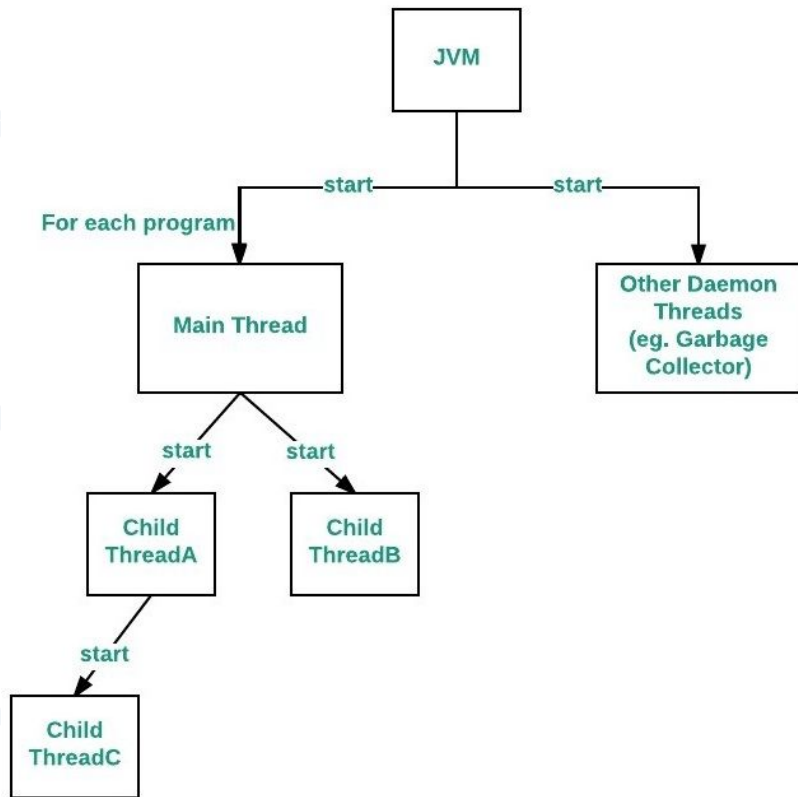 JVM
start
start
For each program
Main Thread
Other Daemon
Threads
(eg. Garbage
Collector)
start
start
Child
ThreadA
Child
ThreadB
start
Child
ThreadC